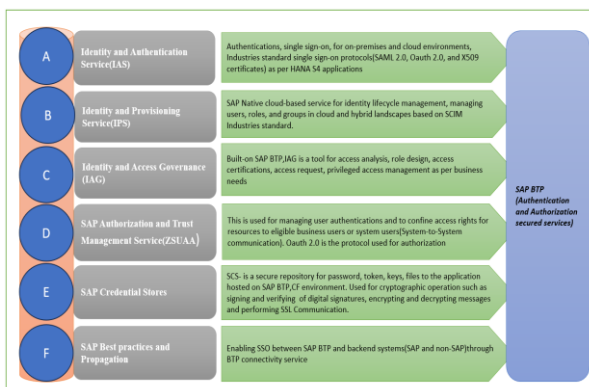 A
Identity and Authentication
Service(IAS)
Authentications, single sign-on, for on-premises and cloud environments,
Industries standard single sign-on protocols(SAML 2.0, Oauth 2.0, and X509
certificates) as per HANA S4 applications
B
Identity and Provisioning
Service(IPS)
SAP Native cloud-based service for identity lifecycle management, managing
users, roles, and groups in cloud and hybrid landscapes based on SCIM
Industries standard.
C
Identity and Access Governance
(IAG)
Built-on SAP BTP,IAG is a tool for access analysis, role design, access
certifications, access request, privileged access management as per business
needs
D
SAP Authorization and Trust
Management Service(ZSUAA)
This is used for managing user authentications and to confine access rights for
resources to eligible business users or system users(System-to-System
communication). Oauth 2.0 is the protocol used for authorization
E
SAP Credential Stores
SCS- is a secure repository for password, token, keys, files to the application
hosted on SAP BTP,CF environment. Used for cryptographic operation such as
signing and verifying of digital signatures, encrypting and decrypting messages
and performing SSL Communication.
F
SAP Best practices and
Propagation
Enabling SSO between SAP BTP and backend systems(SAP and non-SAP)through
BTP connectivity service
SAP BTP
(Authentication
and Authorization
secured services)